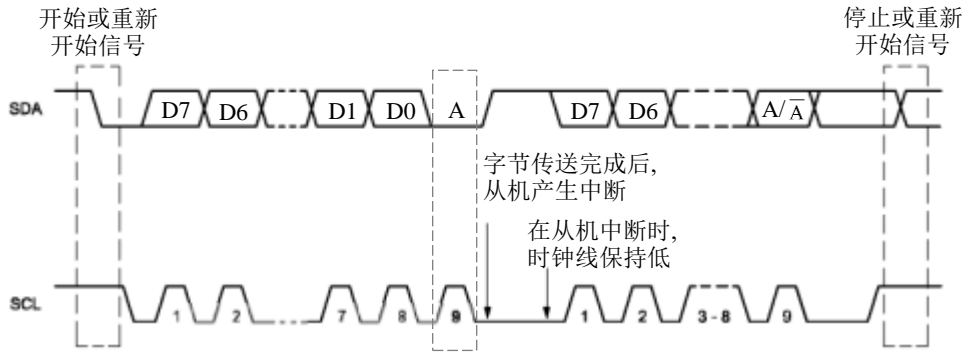 开始或重新
开始信号
停止或重新
开始信号
SDA
D7 D6 D1 D0 A D7 D6 A/A̅
字节传送完成后,
从机产生中断
在从机中断时,
时钟线保持低
SCL
1 2 7 8 9 1 2 3-8 9